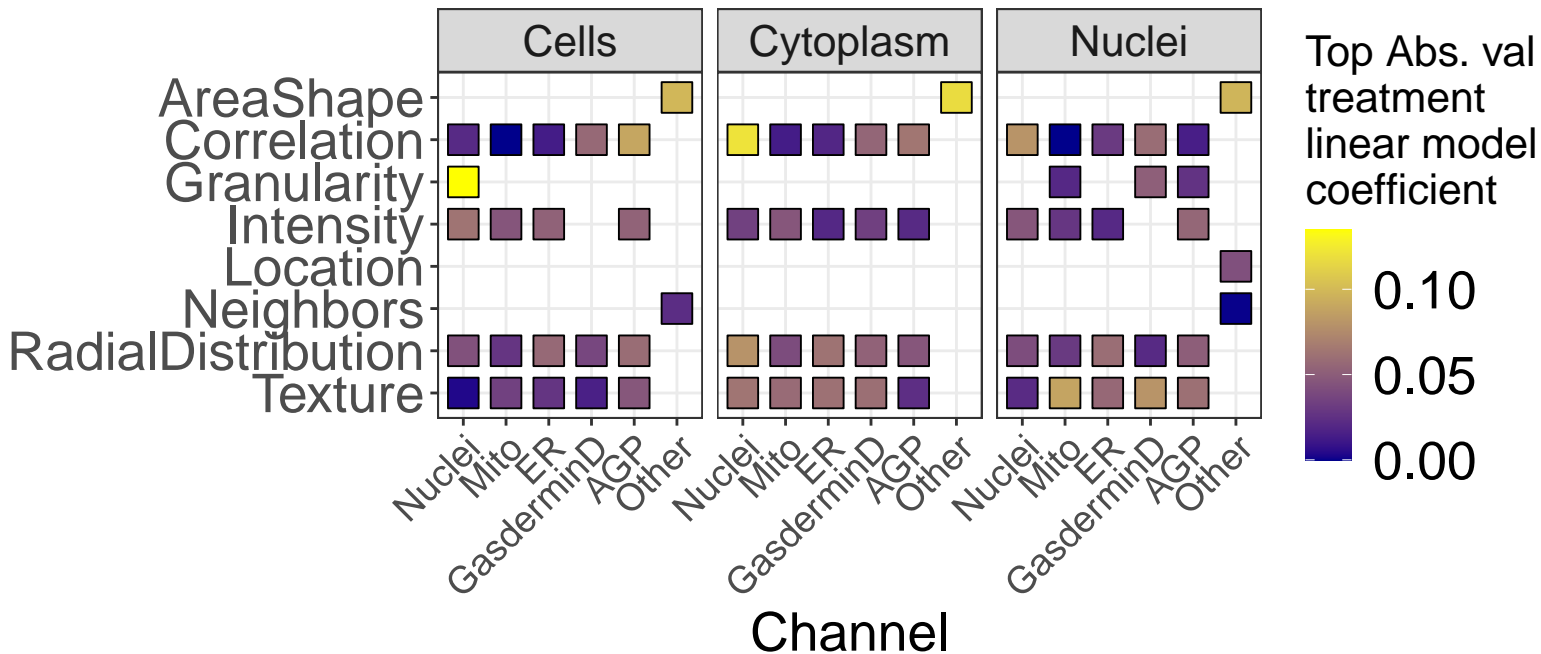 Cells
Cytoplasm
Nuclei
AreaShape
Correlation
Granularity
Intensity
Location
Neighbors
RadialDistribution
Texture
Nuclei
Mito
ER
GasderminD
AGP
Other
Nuclei
Mito
ER
GasderminD
AGP
Other
Nuclei
Mito
ER
GasderminD
AGP
Other
Channel
Top Abs. val
treatment
linear model
coefficient
0.10
0.05
0.00